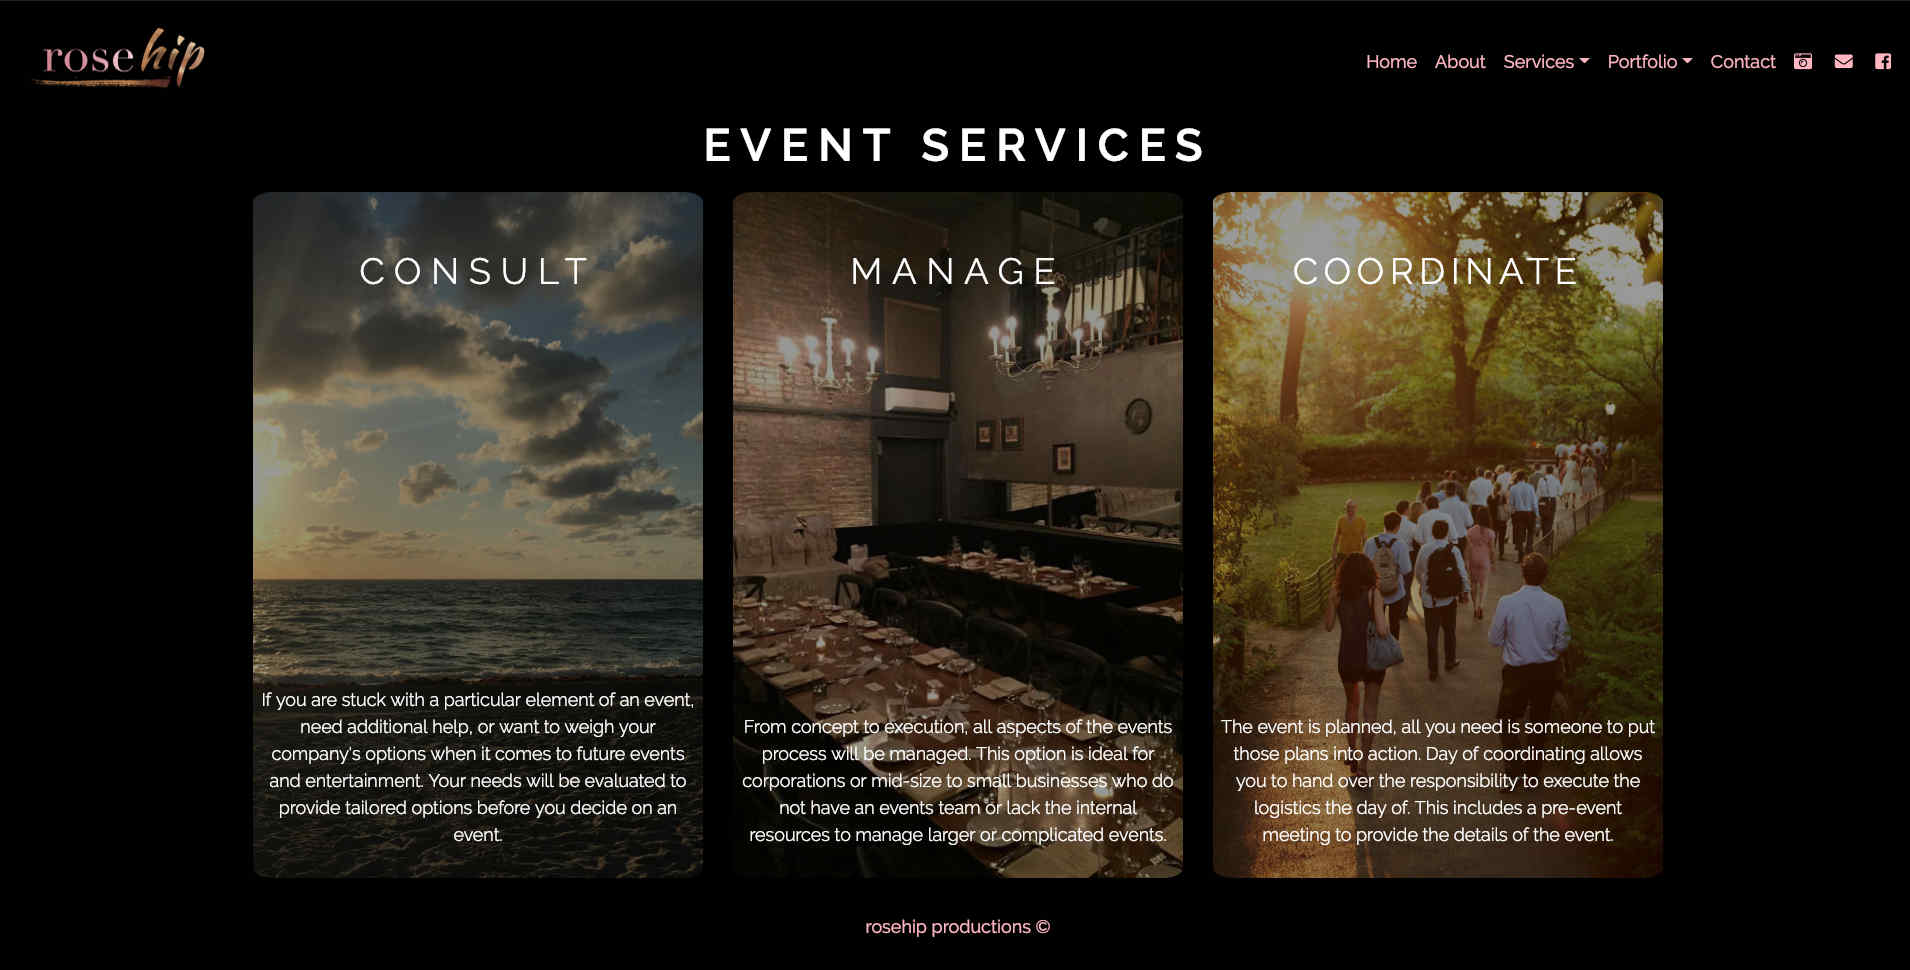 rose hip
Home About Services Portfolio Contact
EVENT SERVICES
CONSULT
If you are stuck with a particular element of an event,
need additional help, or want to weigh your
company's options when it comes to future events
and entertainment. Your needs will be evaluated to
provide tailored options before you decide on an
event.
MANAGE
From concept to execution, all aspects of the events
process will be managed. This option is ideal for
corporations or mid-size to small businesses who do
not have an events team or lack the internal
resources to manage larger or complicated events.
COORDINATE
The event is planned, all you need is someone to put
those plans into action. Day of coordinating allows
you to hand over the responsibility to execute the
logistics the day of. This includes a pre-event
meeting to provide the details of the event.
rosehip productions ©